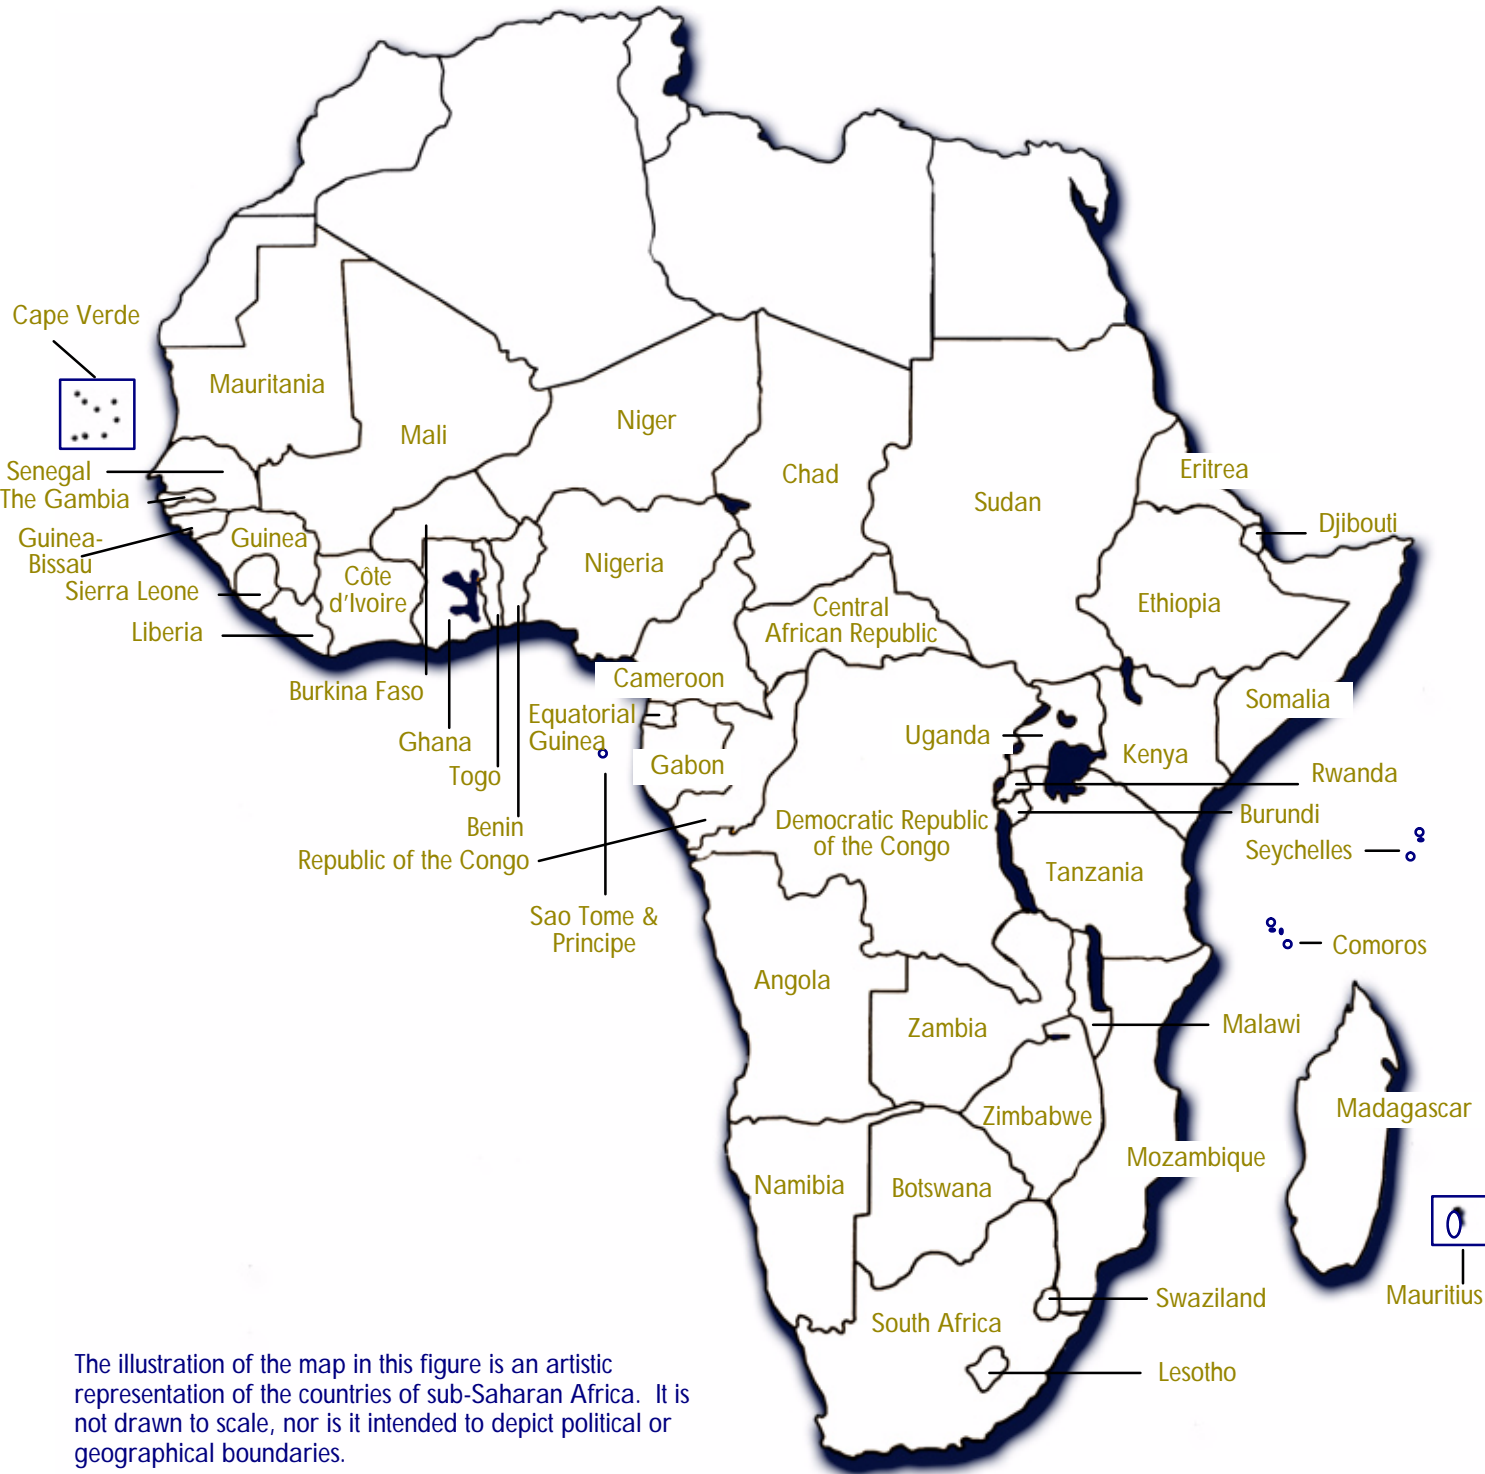 Cape Verde
Mauritania
Mali
Niger
Chad
Sudan
Eritrea
Senegal
The Gambia
Djibouti
Guinea-
Bissau
Guinea
Nigeria
Sierra Leone
Côte
d'Ivoire
Ethiopia
Central
African Republic
Liberia
Burkina Faso
Cameroon
Somalia
Equatorial
Guinea
Ghana
Uganda
Kenya
Gabon
Togo
Rwanda
Benin
Democratic Republic
of the Congo
Burundi
Republic of the Congo
Seychelles
Tanzania
Sao Tome &
Principe
Comoros
Angola
Zambia
Malawi
Zimbabwe
Madagascar
Mozambique
Namibia
Botswana
Swaziland
Mauritius
South Africa
Lesotho
The illustration of the map in this figure is an artistic
representation of the countries of sub-Saharan Africa.  It is
not drawn to scale, nor is it intended to depict political or
geographical boundaries.